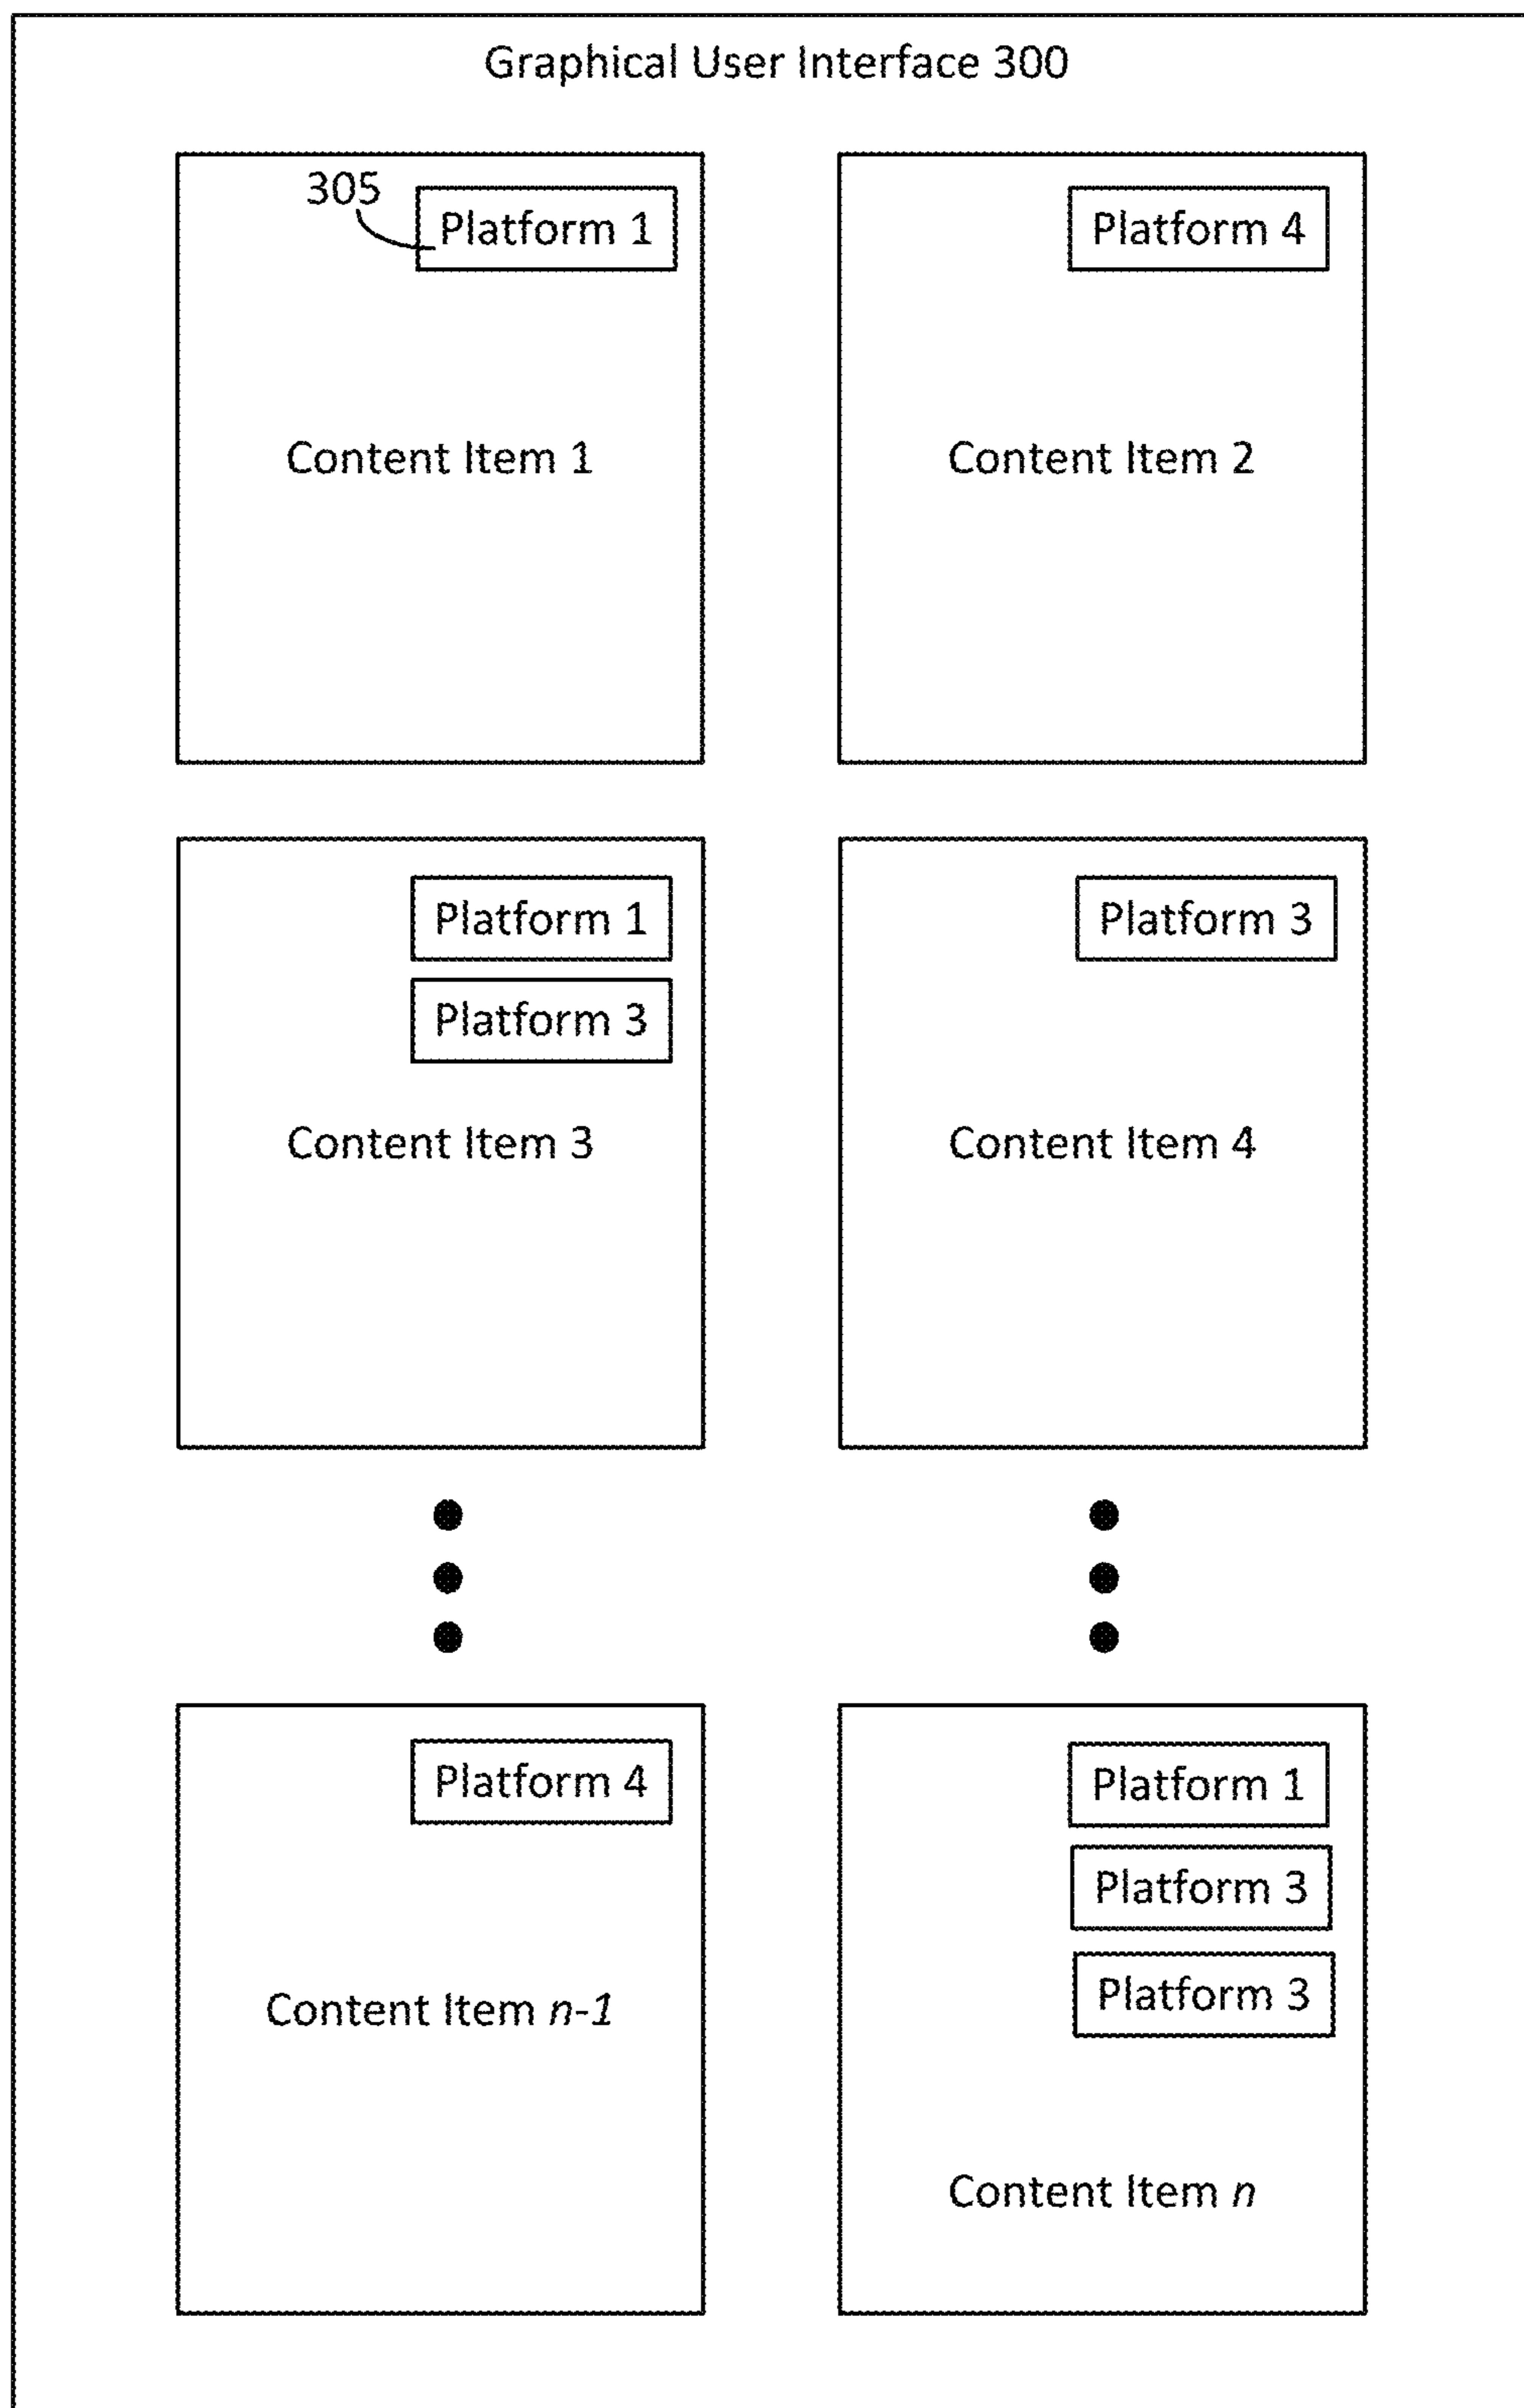 Graphical User Interface 300
305
Platform 1
Content Item 1
Platform 4
Content Item 2
Platform 1
Platform 3
Content Item 3
Platform 3
Content Item 4
Platform 4
Content Item n-1
Platform 1
Platform 3
Platform 3
Content Item n